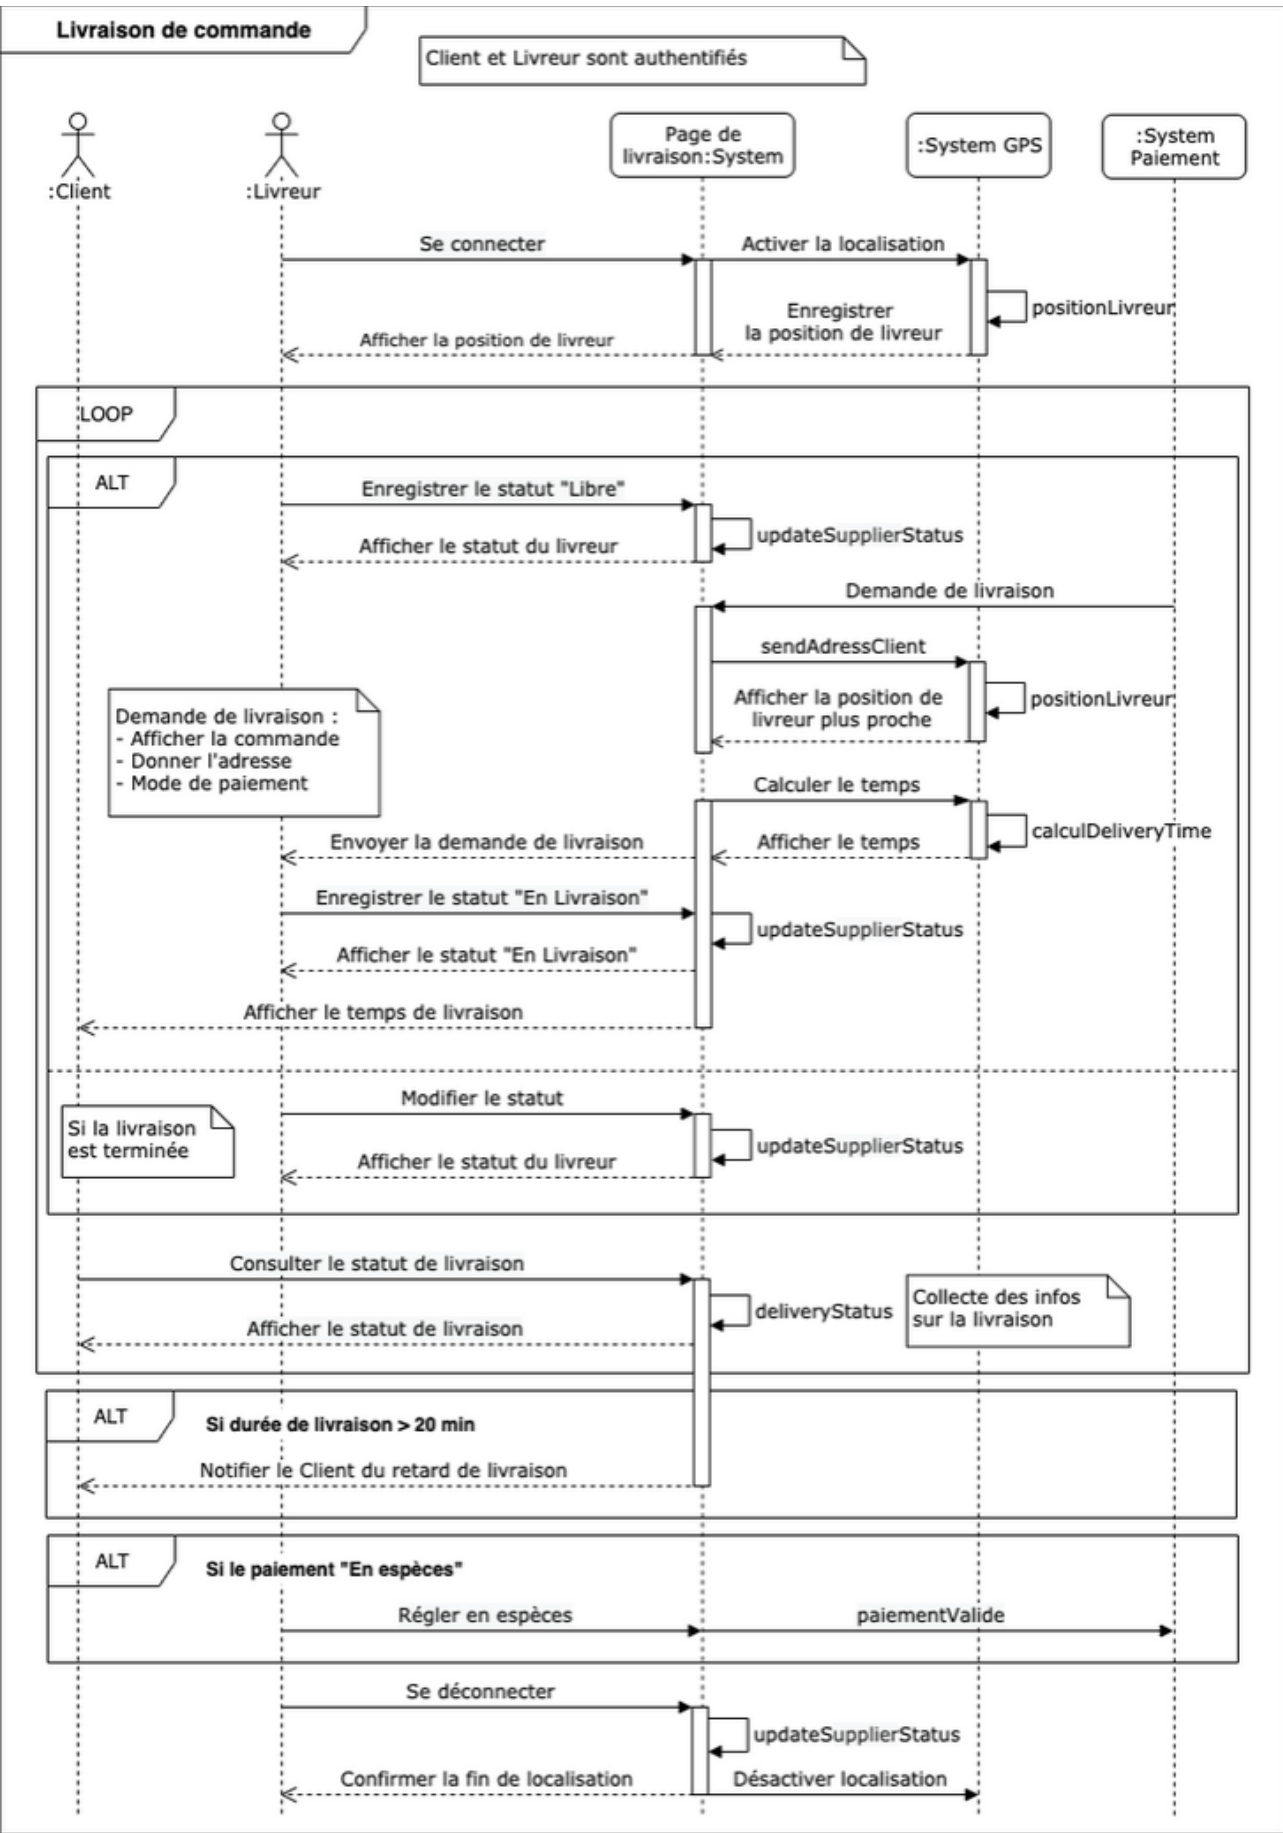 Livraison de commande
Client et Livreur sont authentifiés
:Client
:Livreur
Page de
livraison:System
:System GPS
:System
Paiement
Se connecter
Activer la localisation
positionLivreur
Enregistrer
la position de livreur
Afficher la position de livreur
LOOP
ALT
Enregistrer le statut "Libre"
updateSupplierStatus
Afficher le statut du livreur
Demande de livraison
sendAdressClient
positionLivreur
Afficher la position de
livreur plus proche
Demande de livraison :
- Afficher la commande
- Donner l'adresse
- Mode de paiement
Calculer le temps
calculDeliveryTime
Afficher le temps
Envoyer la demande de livraison
Enregistrer le statut "En Livraison"
updateSupplierStatus
Afficher le statut "En Livraison"
Afficher le temps de livraison
Modifier le statut
Si la livraison
est terminée
updateSupplierStatus
Afficher le statut du livreur
Consulter le statut de livraison
deliveryStatus
Collecte des infos
sur la livraison
Afficher le statut de livraison
ALT
Si durée de livraison > 20 min
Notifier le Client du retard de livraison
ALT
Si le paiement "En espèces"
Régler en espèces
paiementValide
Se déconnecter
updateSupplierStatus
Confirmer la fin de localisation
Désactiver localisation